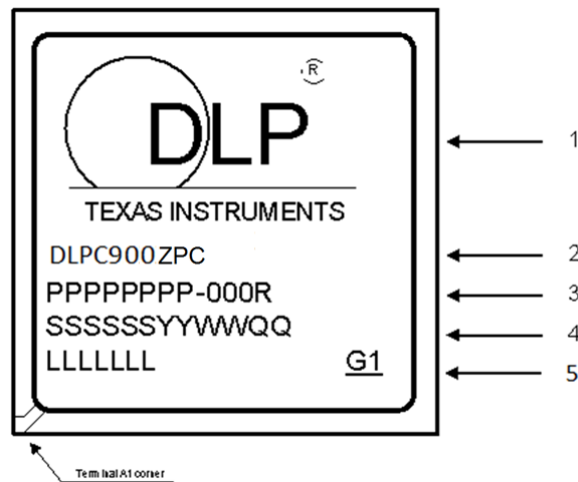 ®
DLP
TEXAS INSTRUMENTS
DLPC900ZPC
PPPPPPPP-000R
SSSSSSYYWWQQ
LLLLLLL G1
1
2
3
4
5
Terminal A1 corner